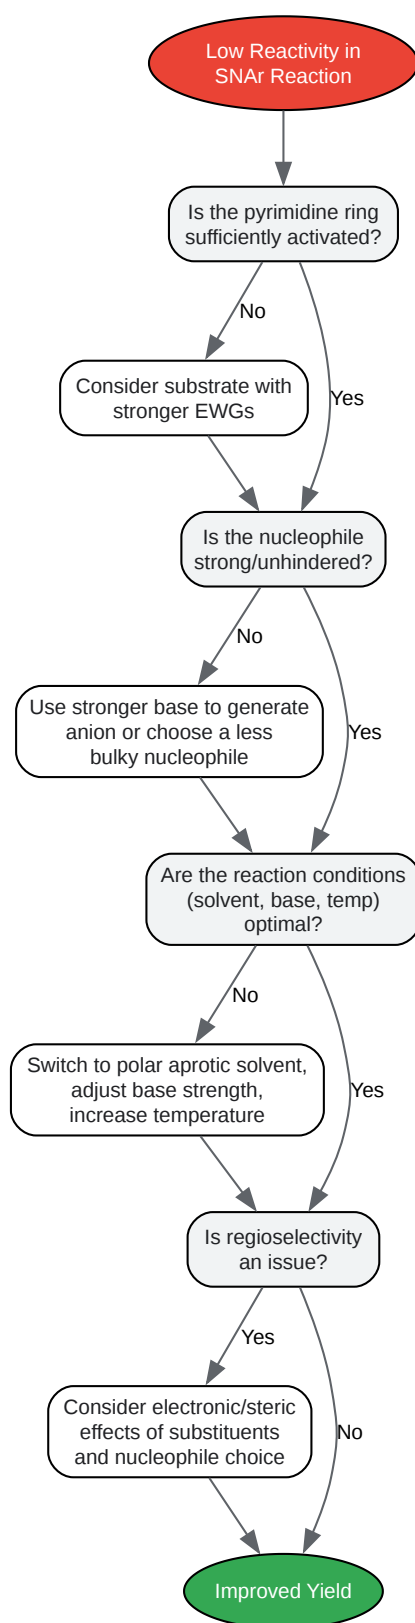 Low Reactivity in
SNAr Reaction
Is the pyrimidine ring
sufficiently activated?
No
Consider substrate with
stronger EWGs
Yes
Is the nucleophile
strong/unhindered?
No
Use stronger base to generate
anion or choose a less
bulky nucleophile
Yes
Are the reaction conditions
(solvent, base, temp)
optimal?
No
Switch to polar aprotic solvent,
adjust base strength,
increase temperature
Yes
Is regioselectivity
an issue?
Yes
Consider electronic/steric
effects of substituents
and nucleophile choice
No
Improved Yield